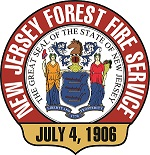 NEW JERSEY FOREST FIRE SERVICE
THE GREAT SEAL OF THE STATE OF NEW JERSEY
JULY 4, 1906